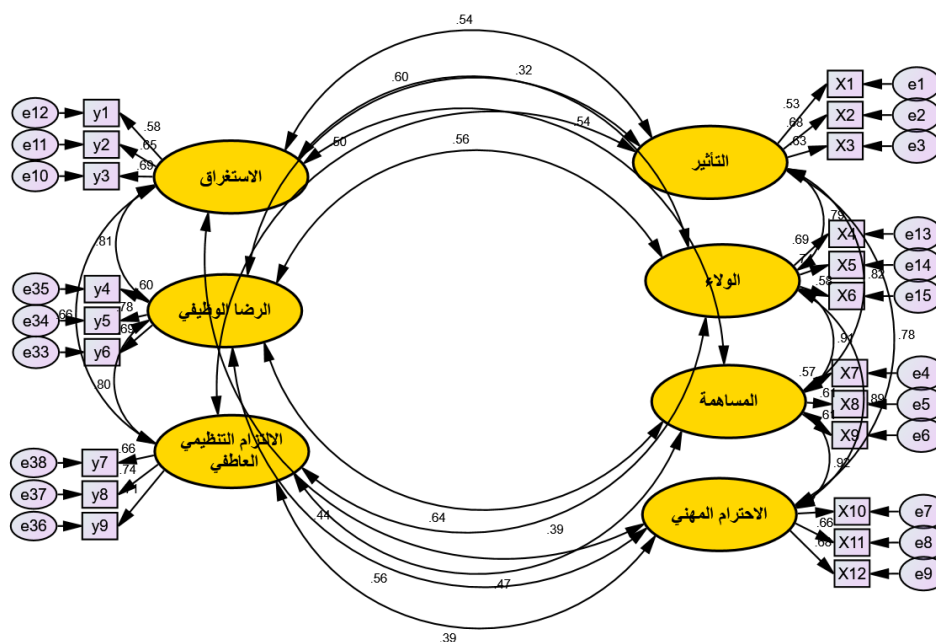 .54
.60
.32
.50
.54
.56
e12
y1
.58
e11
y2
.65
e10
y3
.69
الاستغراق
التأثير
.53
X1
e1
.68
X2
e2
.63
X3
e3
.81
.79
.82
.78
e35
y4
.60
e34
y5
.78
e33
y6
.69
.66
الرضا الوظيفي
الولاء
.69
X4
e13
X5
e14
.58
X6
e15
.80
.91
.89
المساهمة
.57
X7
e4
.61
X8
e5
.61
X9
e6
.92
e38
y7
.66
e37
y8
.74
e36
y9
الالتزام التنظيمي
العاطفي
الاحترام المهني
X10
e7
.66
X11
e8
.68
X12
e9
.44
.64
.39
.56
.47
.39